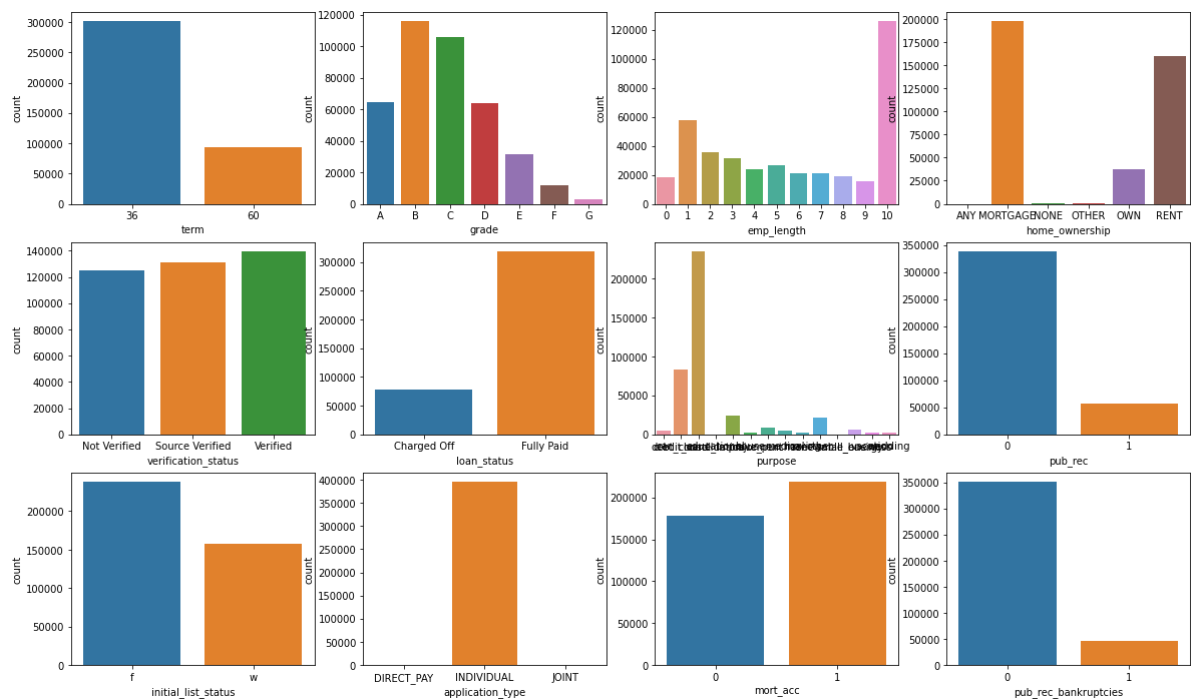 300000
250000
200000
150000
100000
50000
0
count
36
60
term
120000
100000
80000
60000
40000
20000
0
count
A
B
C
D
E
F
G
grade
120000
100000
80000
60000
40000
20000
0
count
0
1
2
3
4
5
6
7
8
9
10
emp_length
200000
175000
150000
125000
100000
75000
50000
25000
0
count
ANY
MORTGAGE
NONE
OTHER
OWN
RENT
home_ownership
140000
120000
100000
80000
60000
40000
20000
0
count
Not Verified
Source Verified
Verified
verification_status
300000
250000
200000
150000
100000
50000
0
count
Charged Off
Fully Paid
loan_status
200000
150000
100000
50000
0
count
purpose
350000
300000
250000
200000
150000
100000
50000
0
count
0
1
pub_rec
200000
150000
100000
50000
0
count
f
w
initial_list_status
400000
350000
300000
250000
200000
150000
100000
50000
0
count
DIRECT_PAY
INDIVIDUAL
JOINT
application_type
200000
150000
100000
50000
0
count
0
1
mort_acc
350000
300000
250000
200000
150000
100000
50000
0
count
0
1
pub_rec_bankruptcies